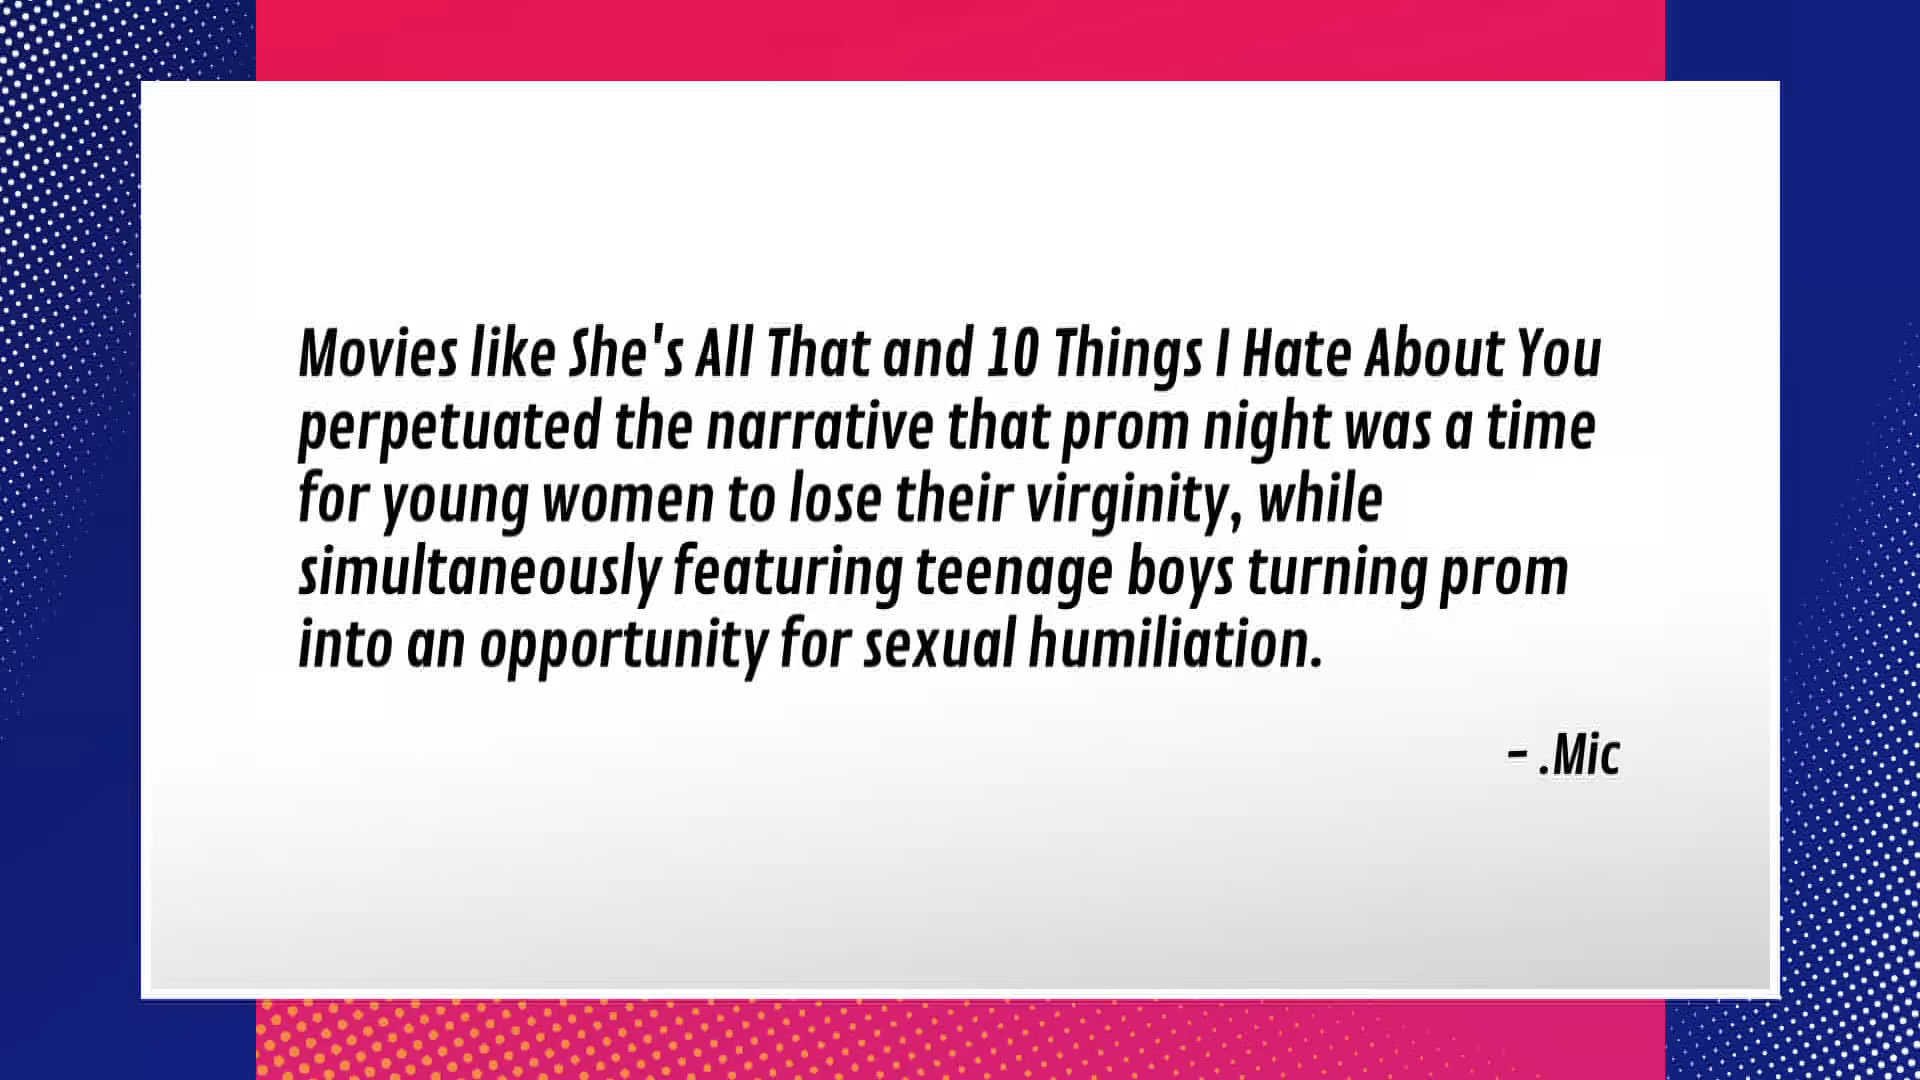 Movies like She's All That and 10 Things I Hate About You
perpetuated the narrative that prom night was a time
for young women to lose their virginity, while
simultaneously featuring teenage boys turning prom
into an opportunity for sexual humiliation.
- .Mic